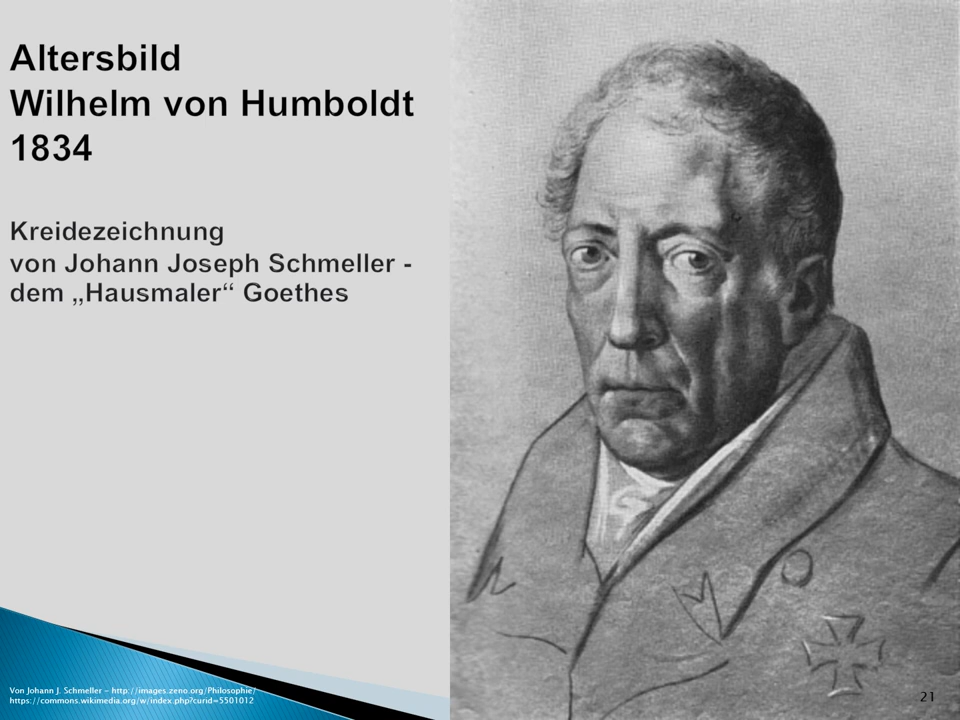 Altersbild
Wilhelm von Humboldt
1834
Kreidezeichnung
von Johann Joseph Schmeller -
dem „Hausmaler“ Goethes
Von Johann J. Schmeller - http://images.zeno.org/Philosophie/
https://commons.wikimedia.org/w/index.php?curid=5501012
21